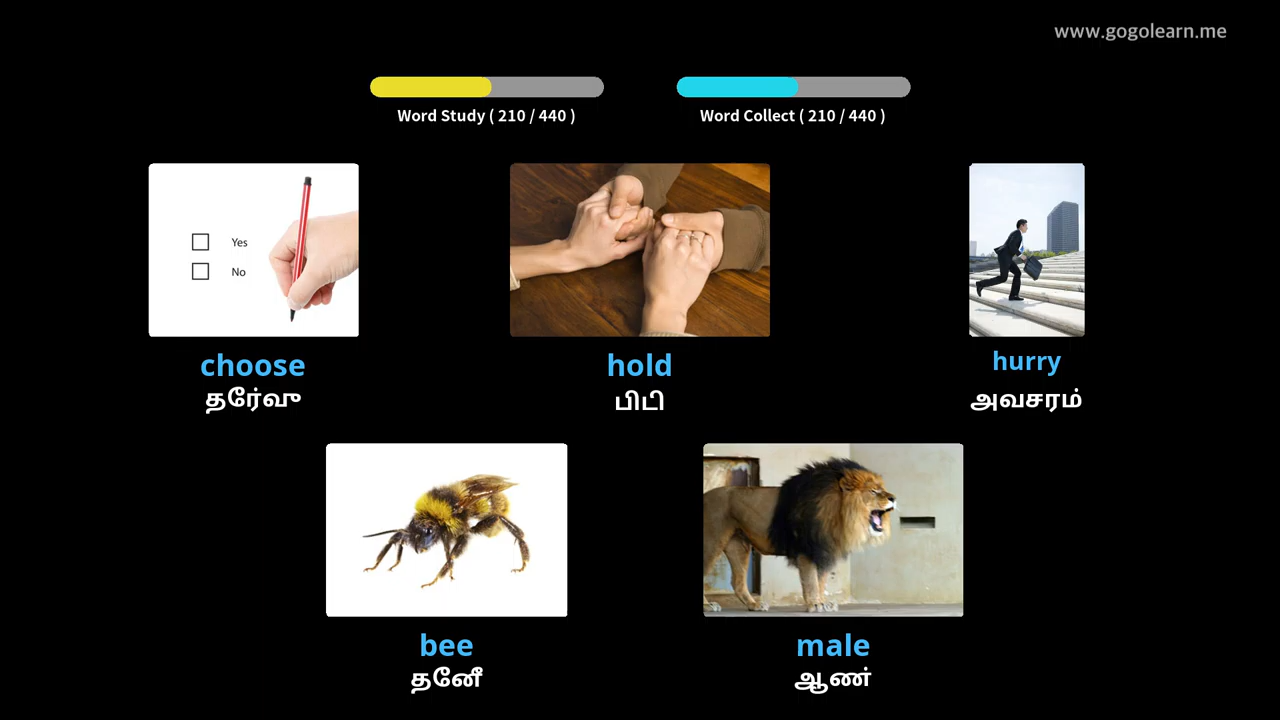 www.gogolearn.me
Word Study ( 210 / 440 )
Word Collect ( 210 / 440 )
Yes
No
choose
hold
hurry
தேர்வு
பிடி
அவசரம்
bee
male
தேனீ
ஆண்